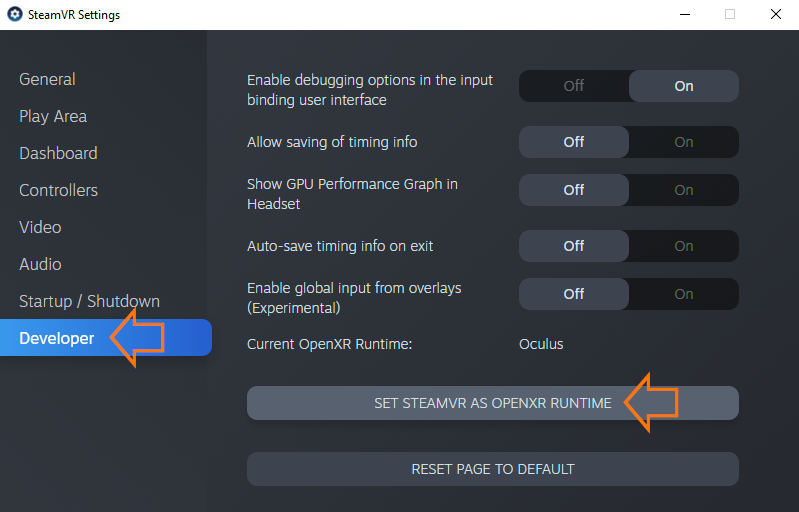 SteamVR Settings
General
Play Area
Dashboard
Controllers
Video
Audio
Startup / Shutdown
Developer
Enable debugging options in the input
binding user interface
Off On
Allow saving of timing info
Off On
Show GPU Performance Graph in
Headset
Off On
Auto-save timing info on exit
Off On
Enable global input from overlays
(Experimental)
Off On
Current OpenXR Runtime: Oculus
SET STEAMVR AS OPENXR RUNTIME
RESET PAGE TO DEFAULT